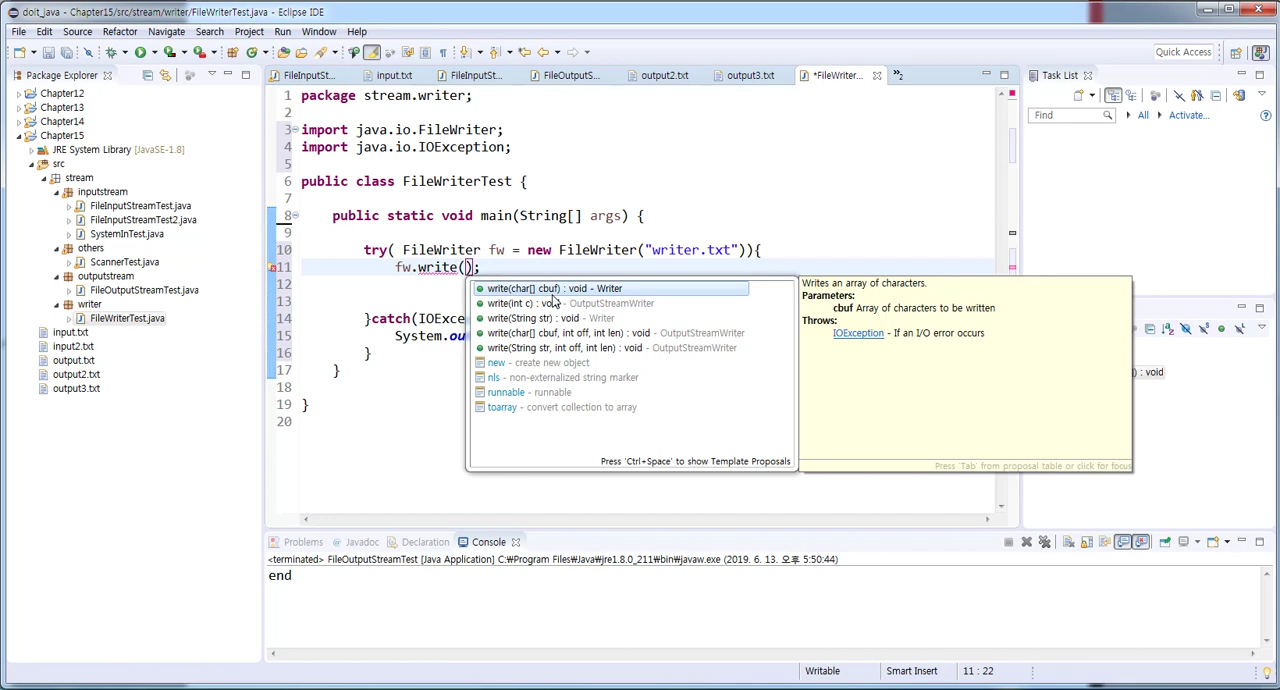 doit_java - Chapter15/src/stream/writer/FileWriterTest.java - Eclipse IDE
File Edit Source Refactor Navigate Search Project Run Window Help
Quick Access
Package Explorer
FileInputSt...
input.txt
FileInputSt...
FileOutputS...
output2.txt
output3.txt
*FileWriter...
»2
Task List
Chapter12
Chapter13
Chapter14
Chapter15
JRE System Library [JavaSE-1.8]
src
stream
inputstream
FileInputStreamTest.java
FileInputStreamTest2.java
SystemInTest.java
others
ScannerTest.java
outputstream
FileOutputStreamTest.java
writer
FileWriterTest.java
input.txt
input2.txt
output.txt
output2.txt
output3.txt
1 package stream.writer;
2
3 import java.io.FileWriter;
4 import java.io.IOException;
5
6 public class FileWriterTest {
7
8 public static void main(String[] args) {
9
10 try( FileWriter fw = new FileWriter("writer.txt")){
11 fw.write();
12
13
14 }catch(IOExce
15 System.ou
16 }
17 }
18
19 }
20
write(char[] cbuf) : void - Writer
write(int c) : void - OutputStreamWriter
write(String str) : void - Writer
write(char[] cbuf, int off, int len) : void - OutputStreamWriter
write(String str, int off, int len) : void - OutputStreamWriter
new - create new object
nls - non-externalized string marker
runnable - runnable
toarray - convert collection to array
Press 'Ctrl+Space' to show Template Proposals
Writes an array of characters.
Parameters:
cbuf Array of characters to be written
Throws:
IOException - If an I/O error occurs
Press 'Tab' from proposal table or click for focus
Find
All
Activate...
) : void
Problems Javadoc Declaration Console
<terminated> FileOutputStreamTest [Java Application] C:₩Program Files₩Java₩jre1.8.0_211₩bin₩javaw.exe (2019. 6. 13. 오후 5:50:44)
end
Writable
Smart Insert
11 : 22